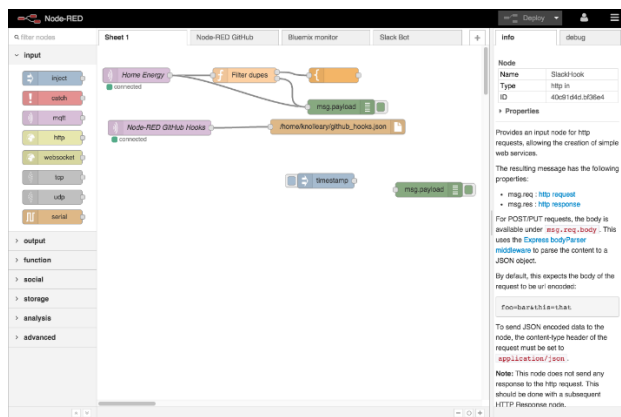 Node-RED
Deploy
filter nodes
Sheet 1
Node-RED GitHub
Bluemix monitor
Slack Bot
+
info
debug
input
inject
catch
mqtt
http
websocket
tcp
udp
serial
output
function
social
storage
analysis
advanced
Home Energy
connected
Filter dupes
msg.payload
Node-RED GitHub Hooks
connected
/home/knolleary/github_hooks.json
timestamp
msg.payload
Node
Name SlackHook
Type http in
ID 40c91d4d.bf36e4
Properties
Provides an input node for http
requests, allowing the creation of simple
web services.
The resulting message has the following
properties:
• msg.req : http request
• msg.res : http response
For POST/PUT requests, the body is
available under msg.req.body. This
uses the Express bodyParser
middleware to parse the content to a
JSON object.
By default, this expects the body of the
request to be url encoded:
foo=bar&this=that
To send JSON encoded data to the
node, the content-type header of the
request must be set to
application/json.
Note: This node does not send any
response to the http request. This
should be done with a subsequent
HTTP Response node.